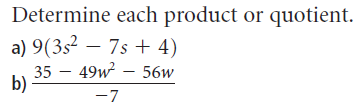 Determine each product or quotient.
a) 9(3s² − 7s + 4)
b) (35 − 49w² − 56w)/−7